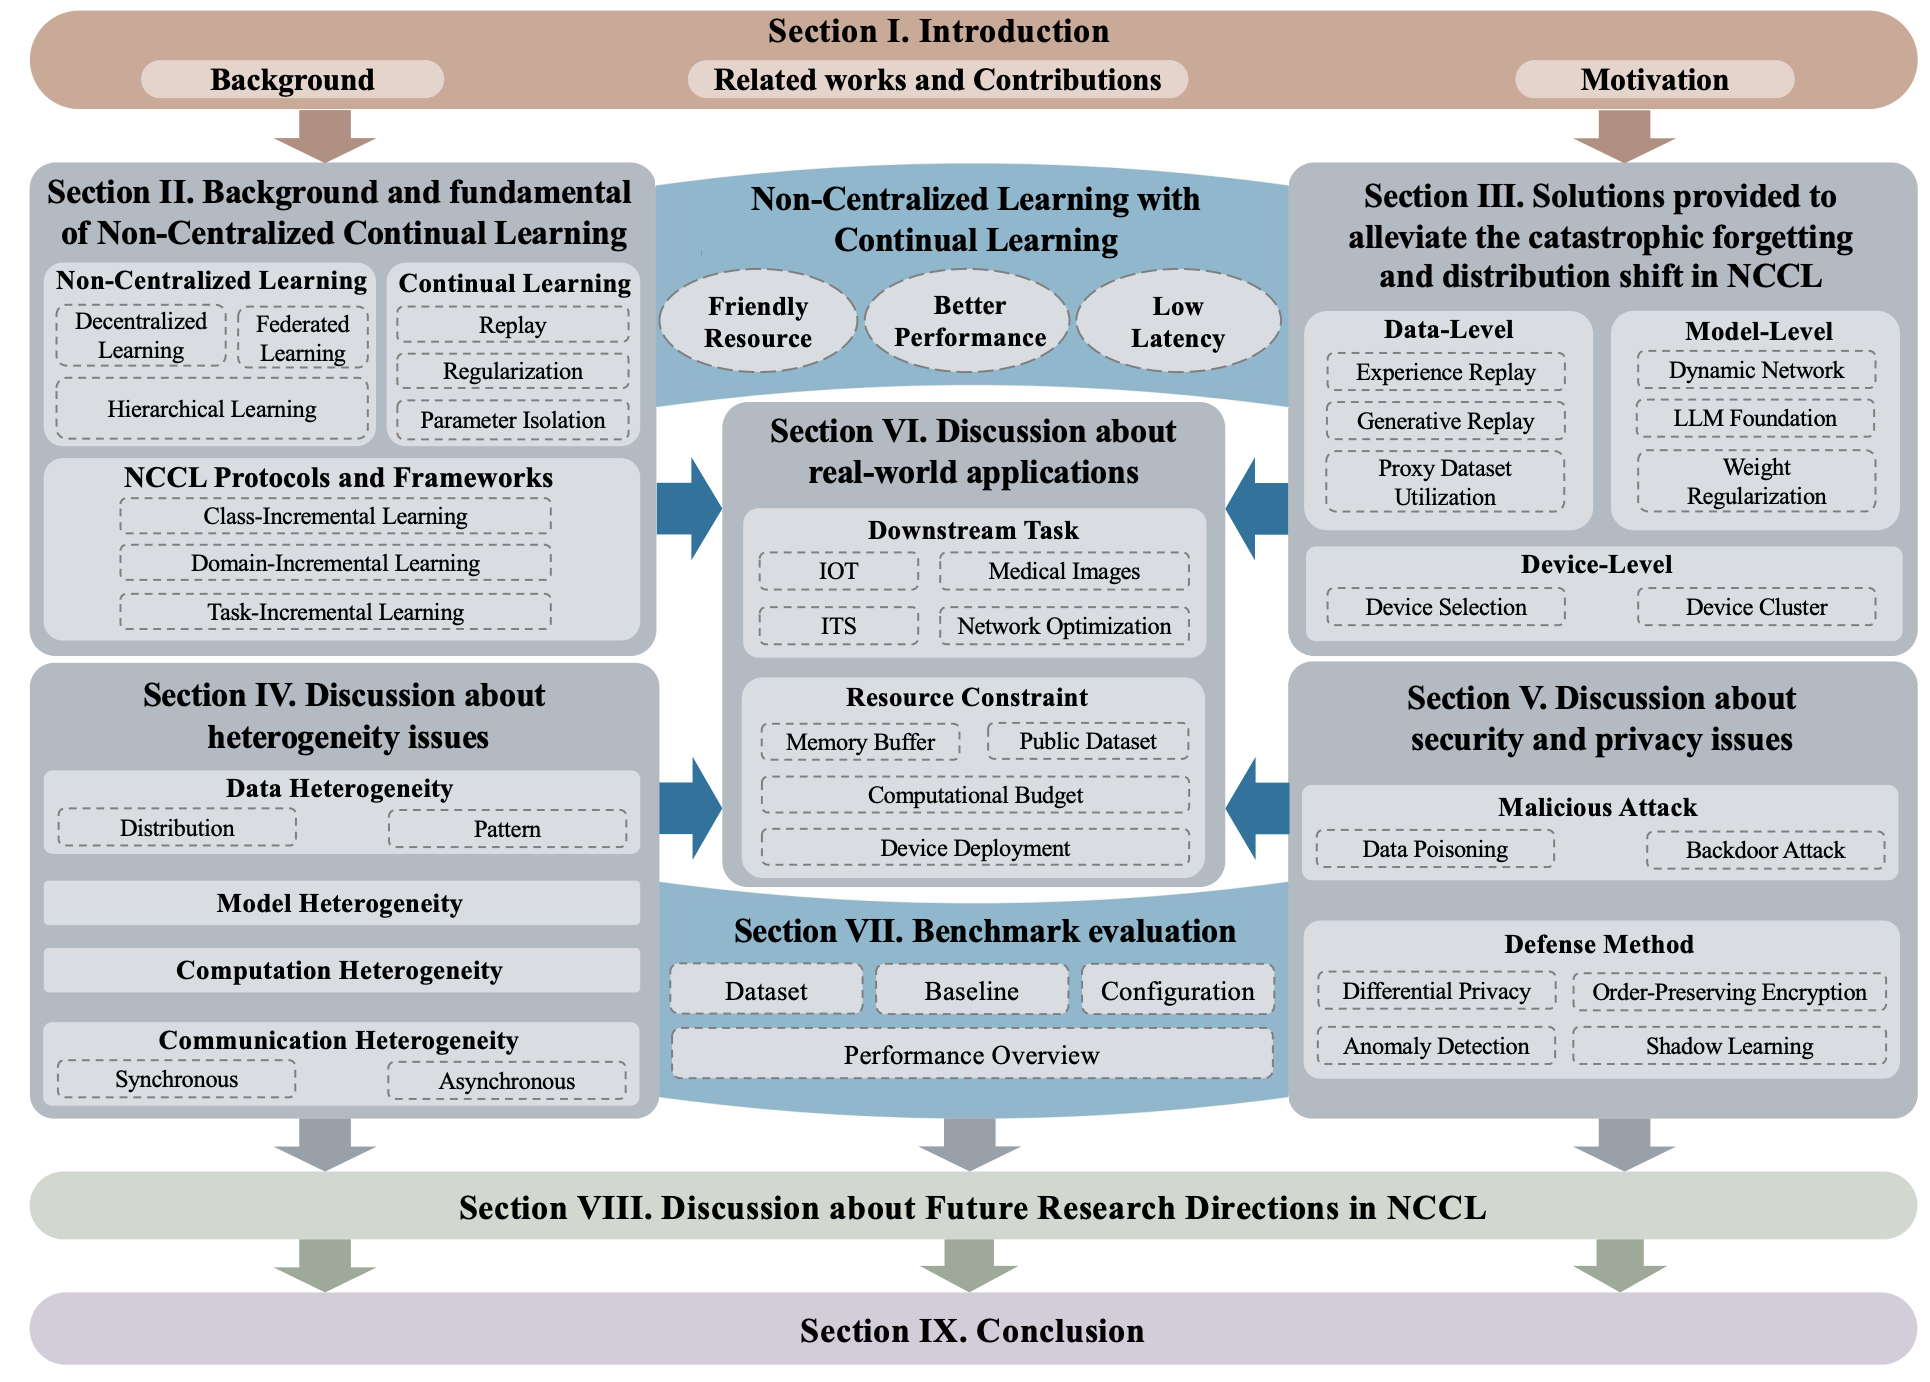 Section I. Introduction
Background
Related works and Contributions
Motivation
Section II. Background and fundamental
of Non-Centralized Continual Learning
Non-Centralized Learning
Decentralized
Learning
Federated
Learning
Hierarchical Learning
Continual Learning
Replay
Regularization
Parameter Isolation
NCCL Protocols and Frameworks
Class-Incremental Learning
Domain-Incremental Learning
Task-Incremental Learning
Non-Centralized Learning with
Continual Learning
Friendly
Resource
Better
Performance
Low
Latency
Section III. Solutions provided to
alleviate the catastrophic forgetting
and distribution shift in NCCL
Data-Level
Experience Replay
Generative Replay
Proxy Dataset
Utilization
Model-Level
Dynamic Network
LLM Foundation
Weight
Regularization
Device-Level
Device Selection
Device Cluster
Section IV. Discussion about
heterogeneity issues
Data Heterogeneity
Distribution
Pattern
Model Heterogeneity
Computation Heterogeneity
Communication Heterogeneity
Synchronous
Asynchronous
Section VI. Discussion about
real-world applications
Downstream Task
IOT
Medical Images
ITS
Network Optimization
Resource Constraint
Memory Buffer
Public Dataset
Computational Budget
Device Deployment
Section V. Discussion about
security and privacy issues
Malicious Attack
Data Poisoning
Backdoor Attack
Defense Method
Differential Privacy
Order-Preserving Encryption
Anomaly Detection
Shadow Learning
Section VII. Benchmark evaluation
Dataset
Baseline
Configuration
Performance Overview
Section VIII. Discussion about Future Research Directions in NCCL
Section IX. Conclusion